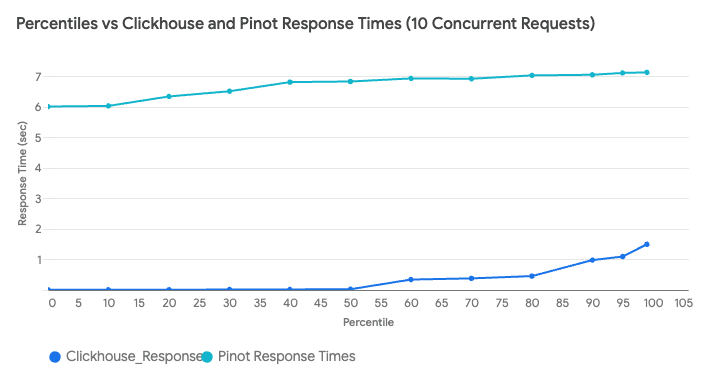 Percentiles vs Clickhouse and Pinot Response Times (10 Concurrent Requests)
7
6
5
4
3
2
1
Response Time (sec)
0 5 10 15 20 25 30 35 40 45 50 55 60 65 70 75 80 85 90 95 100 105
Percentile
Clickhouse_Response Pinot Response Times